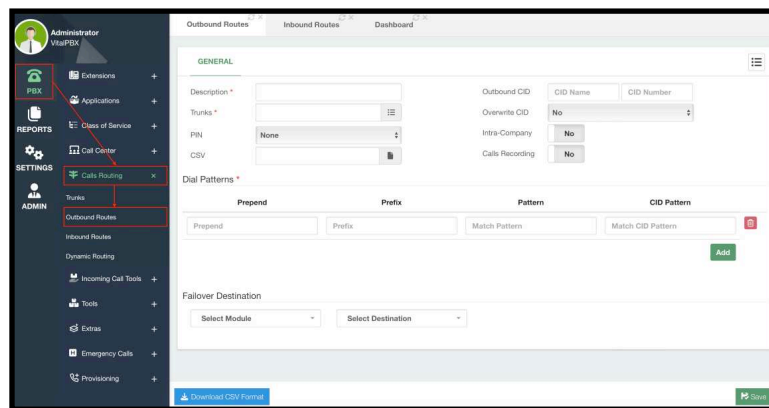 Administrator
VitalPBX
PBX
REPORTS
SETTINGS
ADMIN
Extensions +
Applications +
Class of Service +
Call Center +
Calls Routing ×
Trunks
Outbound Routes
Inbound Routes
Dynamic Routing
Incoming Call Tools +
Tools +
Extras +
Emergency Calls +
Provisioning +
Outbound Routes Inbound Routes Dashboard
GENERAL
Description * Outbound CID CID Name CID Number
Trunks * Overwrite CID No
PIN None Intra-Company No
CSV Calls Recording No
Dial Patterns *
Prepend Prefix Pattern CID Pattern
Prepend Prefix Match Pattern Match CID Pattern
Add
Failover Destination
Select Module Select Destination
Download CSV Format Save